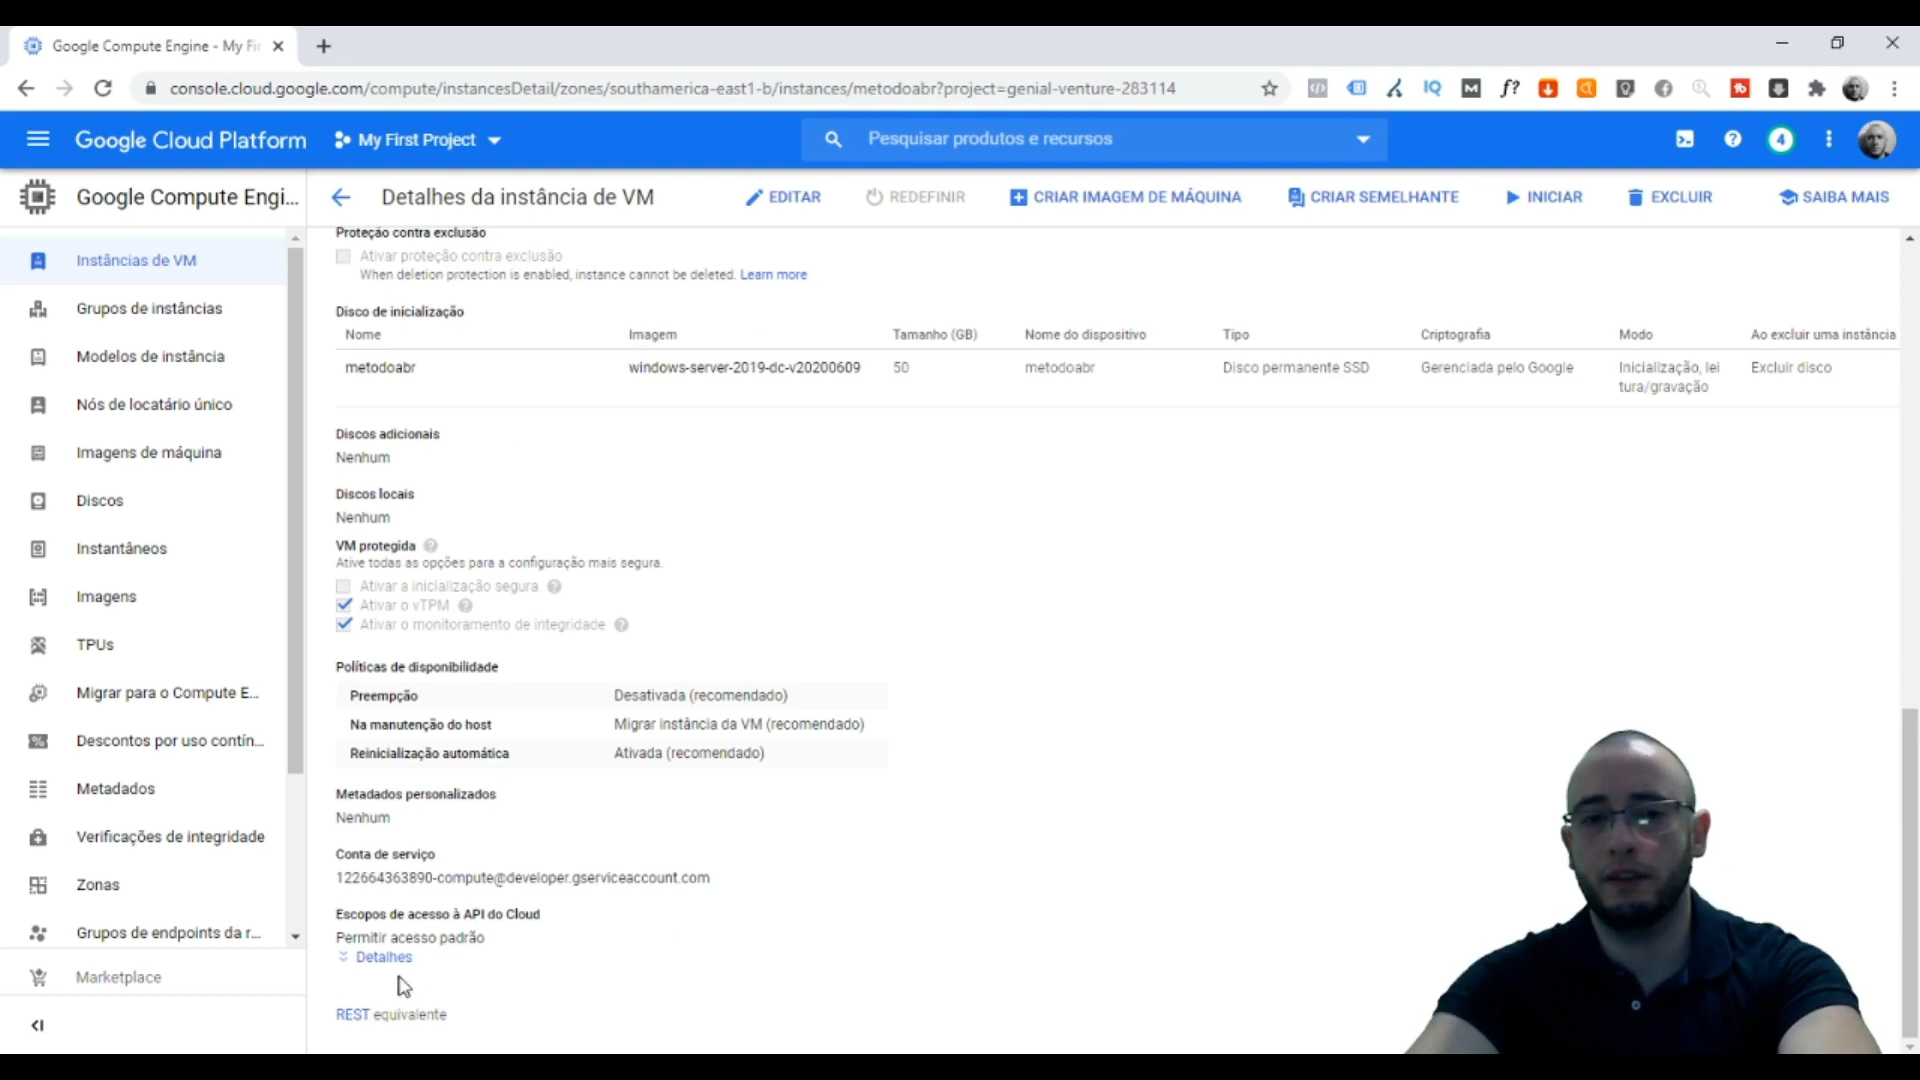 Google Compute Engine - My Fir
console.cloud.google.com/compute/instancesDetail/zones/southamerica-east1-b/instances/metodoabr?project=genial-venture-283114
Google Cloud Platform
My First Project
Pesquisar produtos e recursos
4
Google Compute Engi...
Detalhes da instância de VM
EDITAR
REDEFINIR
CRIAR IMAGEM DE MÁQUINA
CRIAR SEMELHANTE
INICIAR
EXCLUIR
SAIBA MAIS
Instâncias de VM
Grupos de instâncias
Modelos de instância
Nós de locatário único
Imagens de máquina
Discos
Instantâneos
Imagens
TPUs
Migrar para o Compute E...
Descontos por uso contín...
Metadados
Verificações de integridade
Zonas
Grupos de endpoints da r...
Marketplace
Proteção contra exclusão
Ativar proteção contra exclusão
When deletion protection is enabled, instance cannot be deleted. Learn more
Disco de inicialização
Nome Imagem Tamanho (GB) Nome do dispositivo Tipo Criptografia Modo Ao excluir uma instância
metodoabr windows-server-2019-dc-v20200609 50 metodoabr Disco permanente SSD Gerenciada pelo Google Inicialização, lei Excluir disco
tura/gravação
Discos adicionais
Nenhum
Discos locais
Nenhum
VM protegida
Ative todas as opções para a configuração mais segura.
Ativar a inicialização segura
Ativar o vTPM
Ativar o monitoramento de integridade
Políticas de disponibilidade
Preempção Desativada (recomendado)
Na manutenção do host Migrar instância da VM (recomendado)
Reinicialização automática Ativada (recomendado)
Metadados personalizados
Nenhum
Conta de serviço
122664363890-compute@developer.gserviceaccount.com
Escopos de acesso à API do Cloud
Permitir acesso padrão
Detalhes
REST equivalente